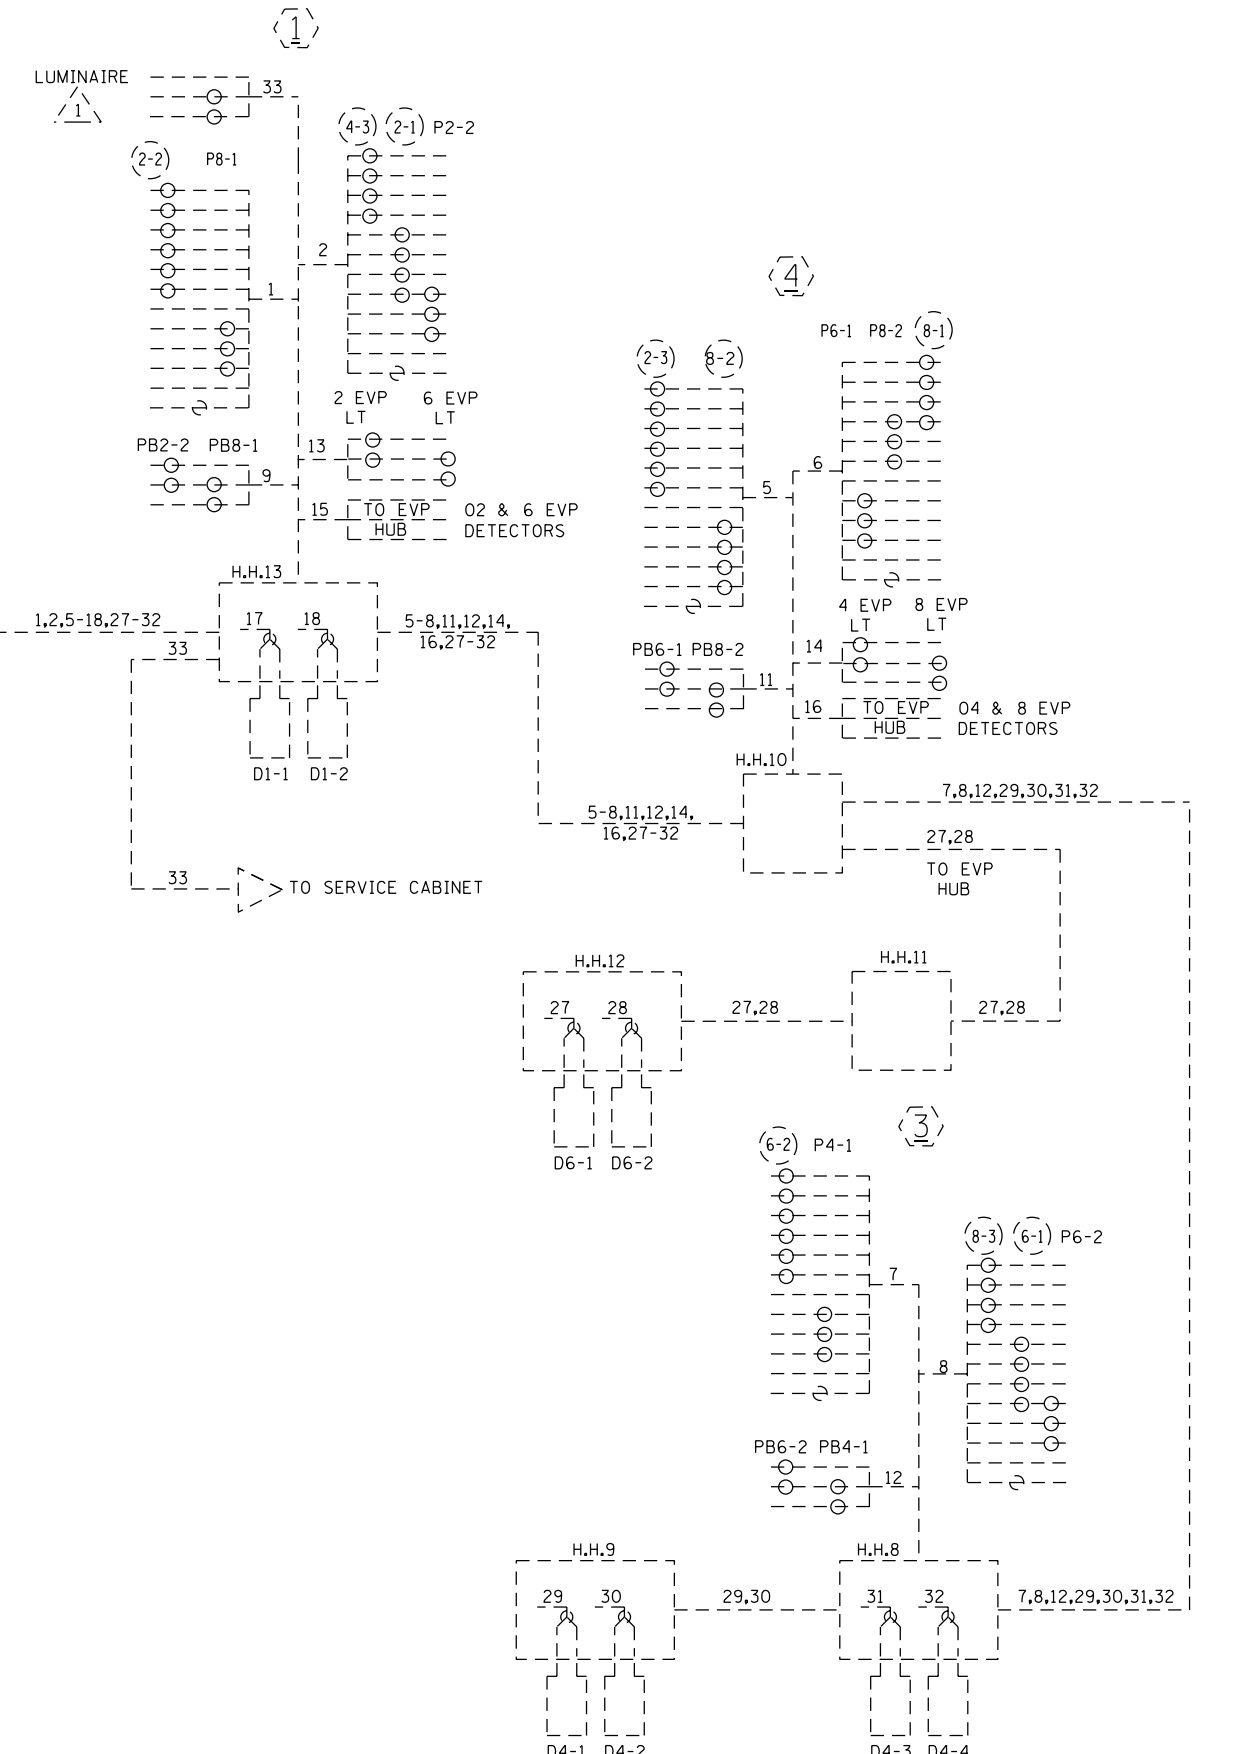 1
LUMINAIRE
1
33
4-3 2-1 P2-2
2-2 P8-1
2
1
2 EVP 6 EVP
LT LT
PB2-2 PB8-1
13
9
15
TO EVP
HUB
O2 & 6 EVP
DETECTORS
H.H.13
17 18
1,2,5-18,27-32
33
5-8,11,12,14,
16,27-32
D1-1 D1-2
33
TO SERVICE CABINET
4
P6-1 P8-2 8-1
2-3 8-2
6
5
4 EVP 8 EVP
LT LT
PB6-1 PB8-2
14
11
16
TO EVP
HUB
O4 & 8 EVP
DETECTORS
H.H.10
5-8,11,12,14,
16,27-32
7,8,12,29,30,31,32
27,28
TO EVP
HUB
H.H.12
27 28
27,28
H.H.11
27,28
D6-1 D6-2
3
6-2 P4-1
8-3 6-1 P6-2
7
8
PB6-2 PB4-1
12
H.H.9
29 30
29,30
H.H.8
31 32
7,8,12,29,30,31,32
D4-1 D4-2
D4-3 D4-4